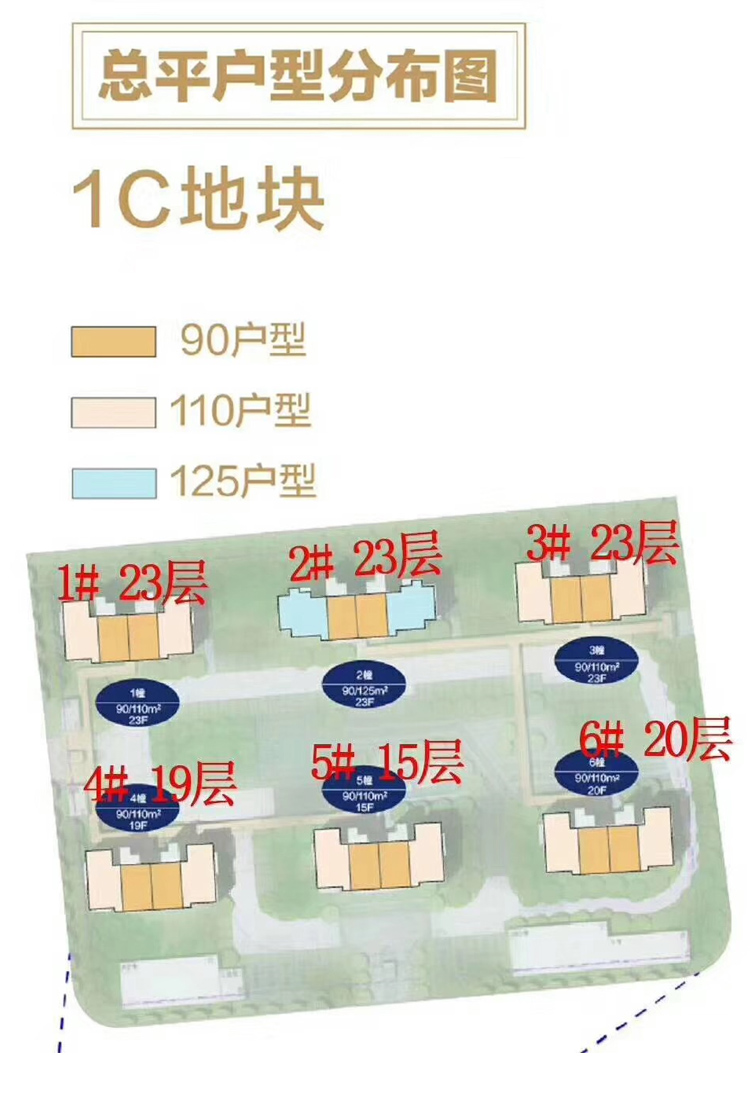 总平户型分布图
1C地块
90户型
110户型
125户型
1# 23层
2# 23层
3# 23层
1幢
90/110m²
23F
2幢
90/125m²
23F
3幢
90/110m²
23F
4# 19层
5# 15层
6# 20层
4幢
90/110m²
19F
5幢
90/110m²
15F
6幢
90/110m²
20F